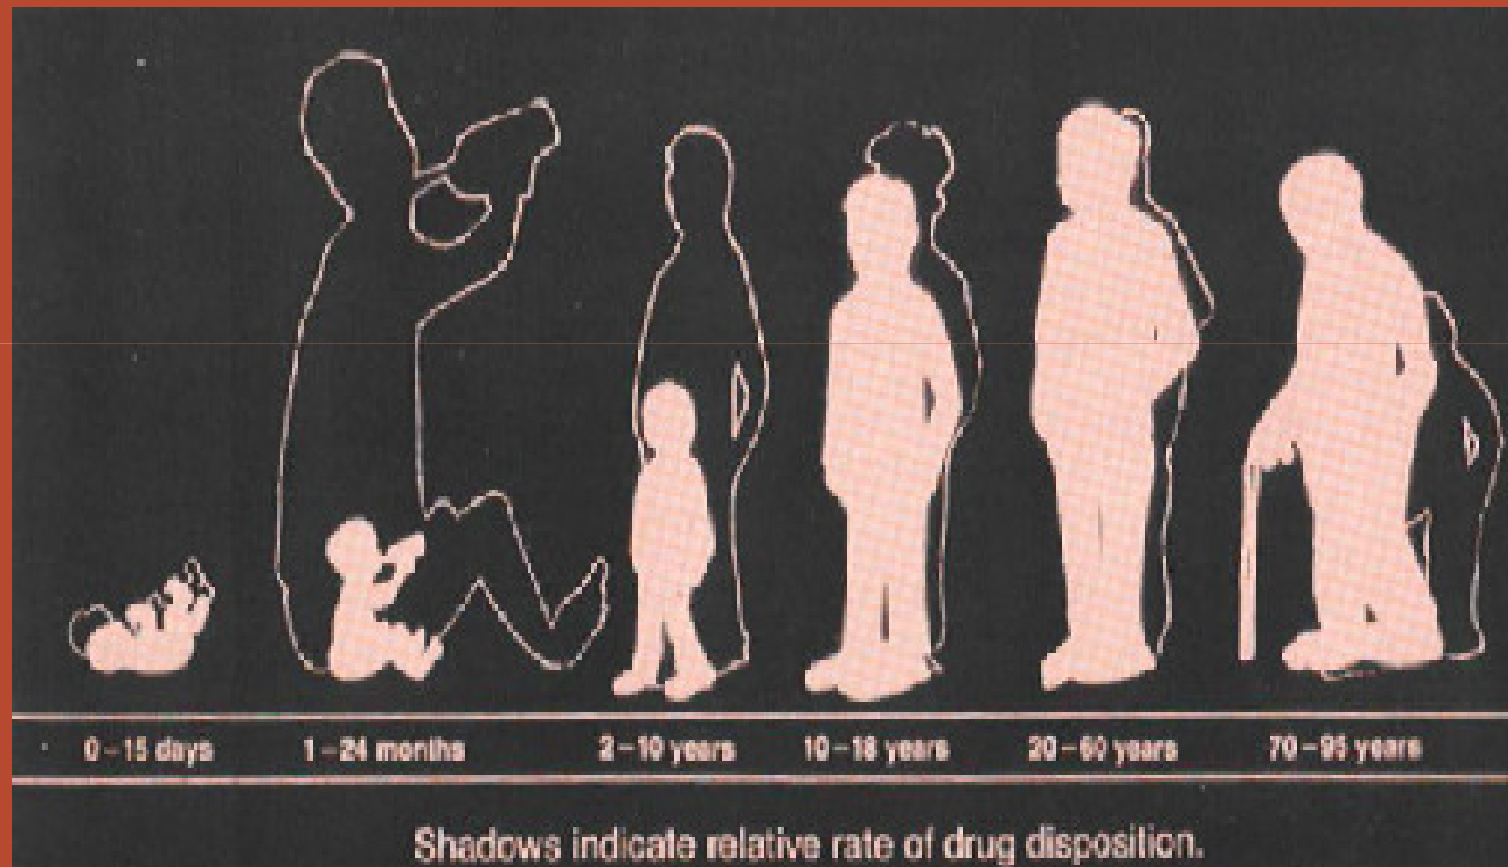 0–15 days 1–24 months 2–10 years 10–18 years 20–60 years 70–95 years
Shadows indicate relative rate of drug disposition.